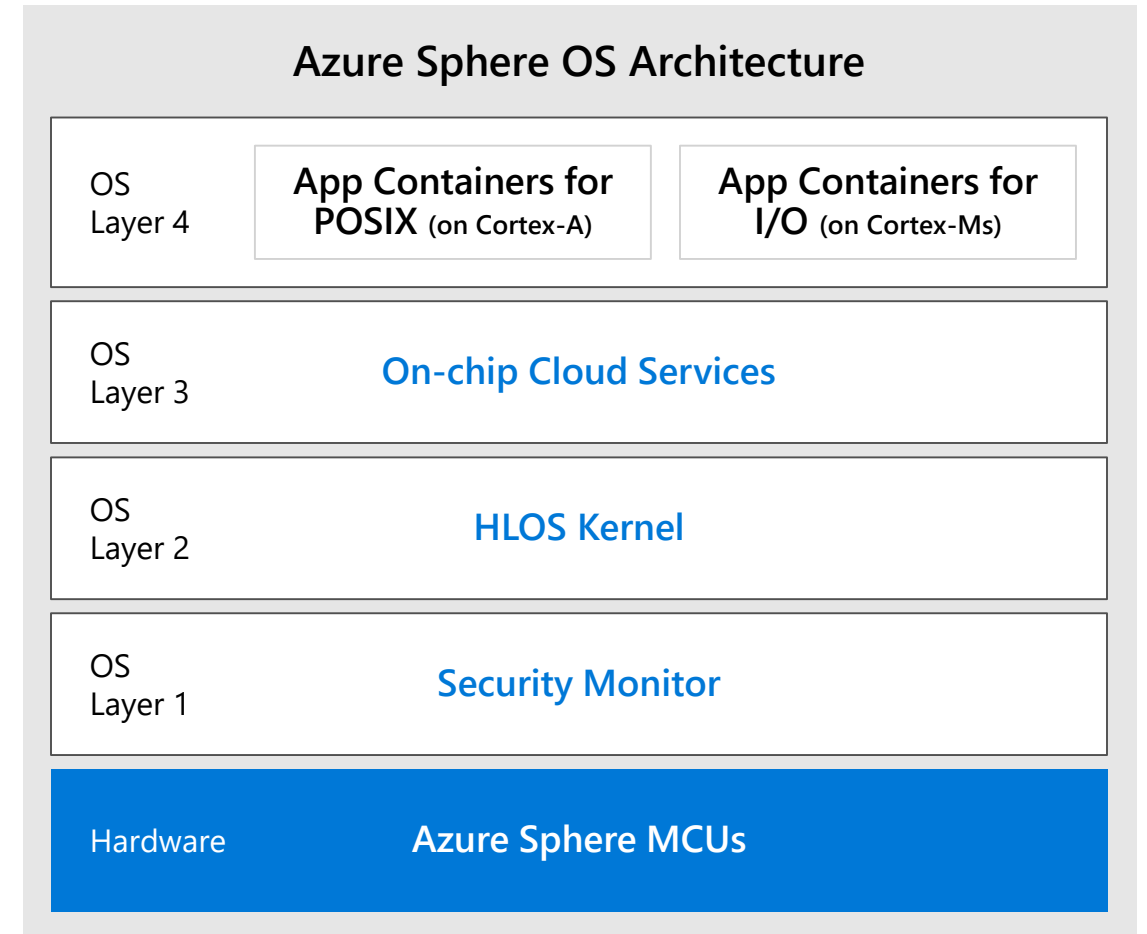 Azure Sphere OS Architecture
OS
Layer 4
App Containers for
POSIX (on Cortex-A)
App Containers for
I/O (on Cortex-Ms)
OS
Layer 3
On-chip Cloud Services
OS
Layer 2
HLOS Kernel
OS
Layer 1
Security Monitor
Hardware
Azure Sphere MCUs